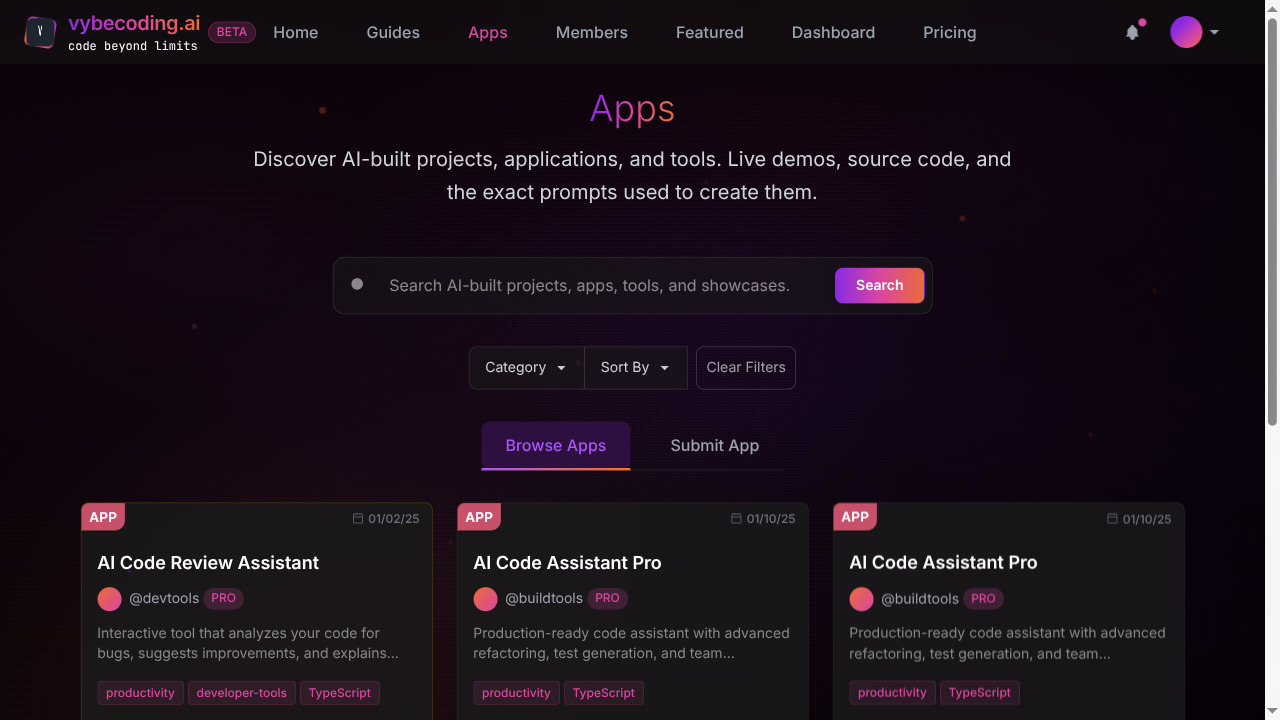 vybecoding.ai
code beyond limits
BETA
Home
Guides
Apps
Members
Featured
Dashboard
Pricing
Apps
Discover AI-built projects, applications, and tools. Live demos, source code, and
the exact prompts used to create them.
Search AI-built projects, apps, tools, and showcases.
Search
Category
Sort By
Clear Filters
Browse Apps
Submit App
APP
01/02/25
AI Code Review Assistant
@devtools PRO
Interactive tool that analyzes your code for
bugs, suggests improvements, and explains...
productivity developer-tools TypeScript
APP
01/10/25
AI Code Assistant Pro
@buildtools PRO
Production-ready code assistant with advanced
refactoring, test generation, and team...
productivity TypeScript
APP
01/10/25
AI Code Assistant Pro
@buildtools PRO
Production-ready code assistant with advanced
refactoring, test generation, and team...
productivity TypeScript